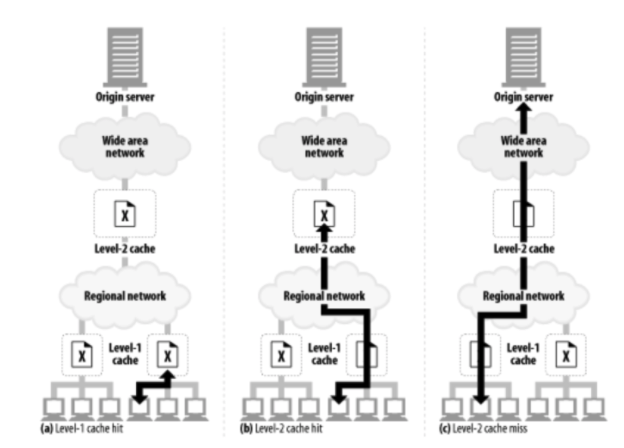 Origin server
Wide area
network
X
Level-2 cache
Regional network
X
Level-1
cache
X
(a) Level-1 cache hit
Origin server
Wide area
network
X
Level-2 cache
Regional network
X
Level-1
cache
(b) Level-2 cache hit
Origin server
Wide area
network
Level-2 cache
Regional network
Level-1
cache
X
(c) Level-2 cache miss